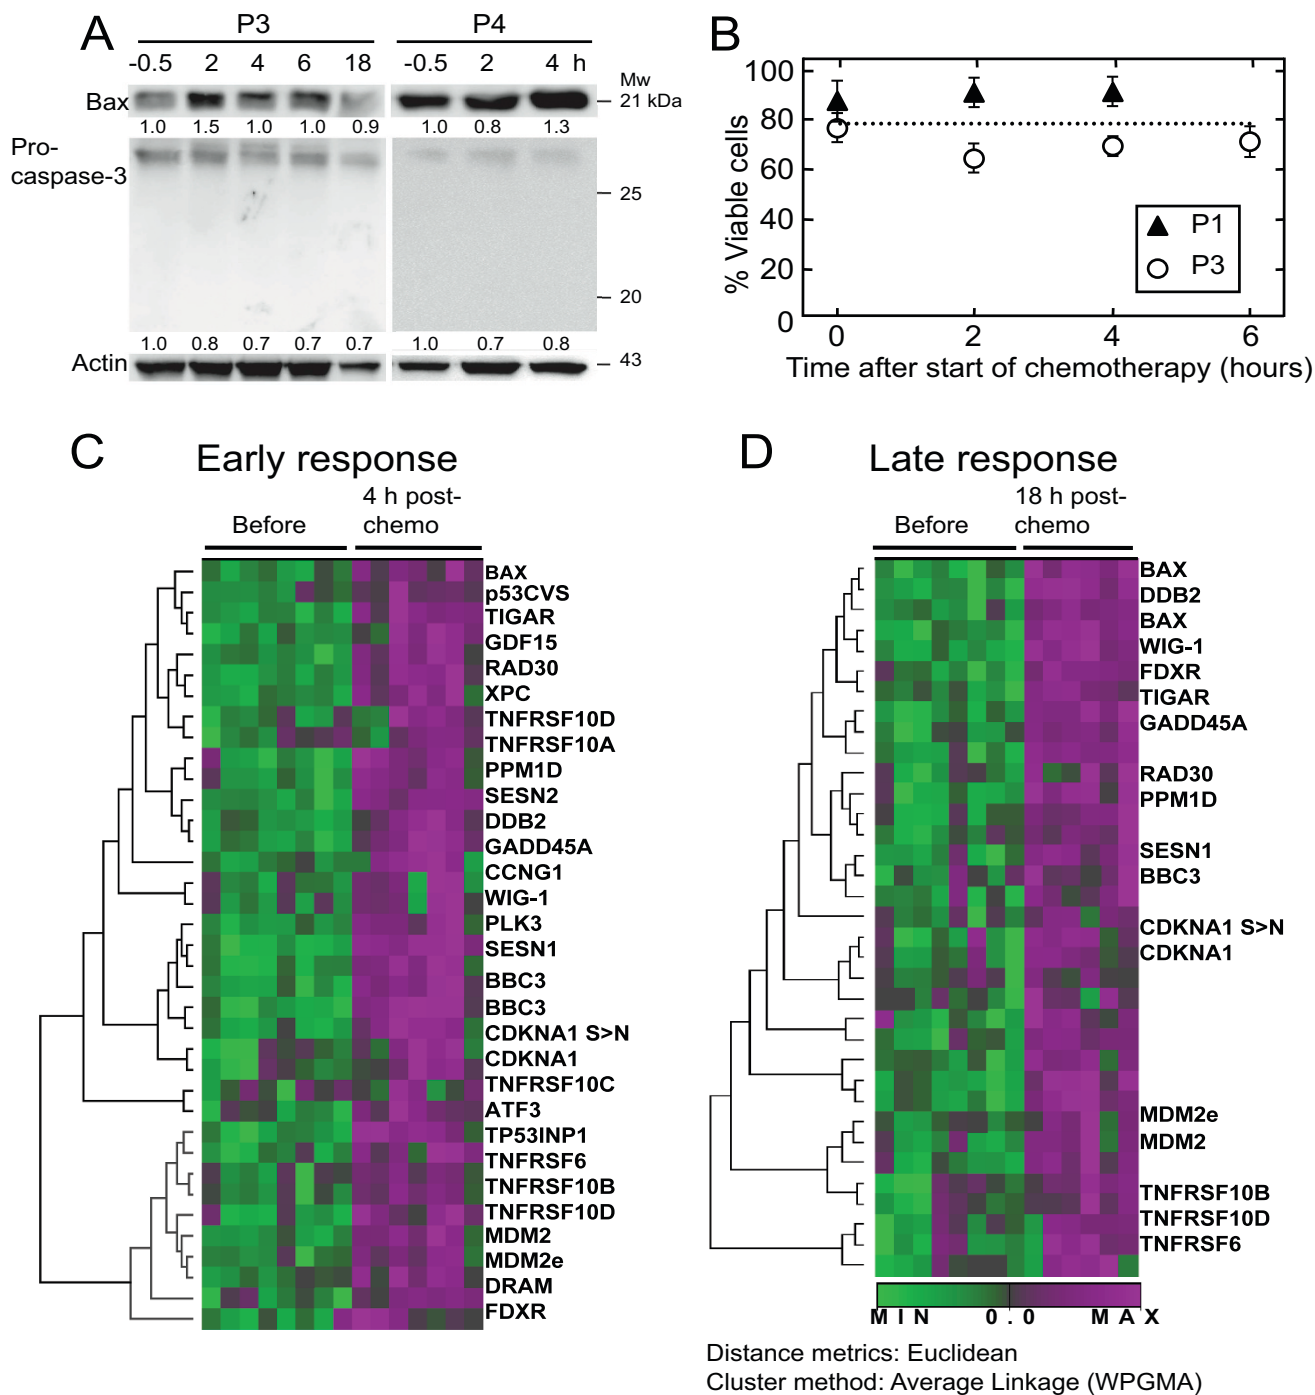 A
P3
P4
-0.5 2 4 6 18 -0.5 2 4 h
Mw
Bax
21 kDa
1.0 1.5 1.0 1.0 0.9 1.0 0.8 1.3
Pro-
caspase-3
25
20
1.0 0.8 0.7 0.7 0.7 1.0 0.7 0.8
Actin
43
B
100
80
60
40
20
0
% Viable cells
P1
P3
0 2 4 6
Time after start of chemotherapy (hours)
C
Early response
Before
4 h post-
chemo
BAX
p53CVS
TIGAR
GDF15
RAD30
XPC
TNFRSF10D
TNFRSF10A
PPM1D
SESN2
DDB2
GADD45A
CCNG1
WIG-1
PLK3
SESN1
BBC3
BBC3
CDKNA1 S>N
CDKNA1
TNFRSF10C
ATF3
TP53INP1
TNFRSF6
TNFRSF10B
TNFRSF10D
MDM2
MDM2e
DRAM
FDXR
D
Late response
Before
18 h post-
chemo
BAX
DDB2
BAX
WIG-1
FDXR
TIGAR
GADD45A
RAD30
PPM1D
SESN1
BBC3
CDKNA1 S>N
CDKNA1
MDM2e
MDM2
TNFRSF10B
TNFRSF10D
TNFRSF6
MIN 0.0 MAX
Distance metrics: Euclidean
Cluster method: Average Linkage (WPGMA)